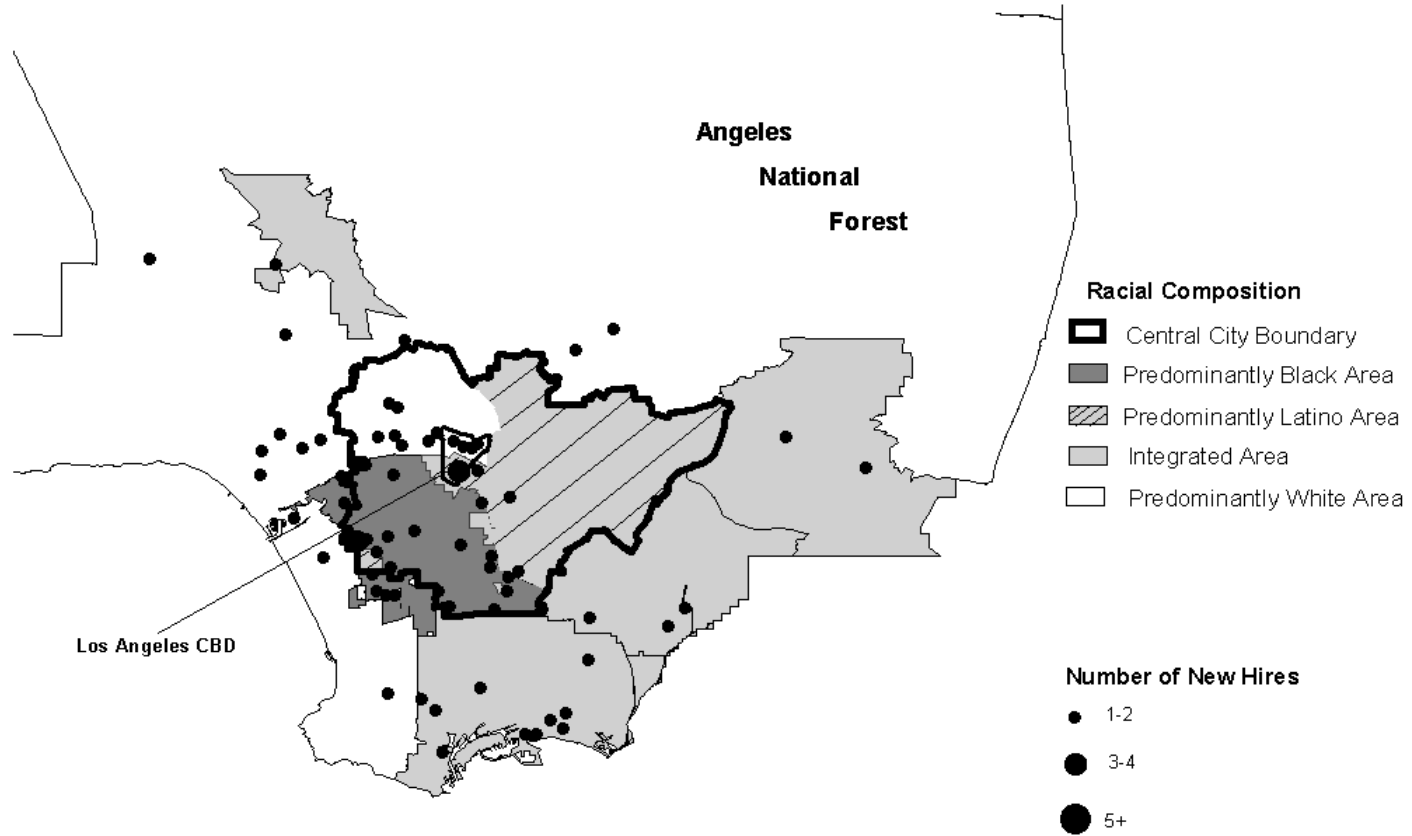 Angeles
National
Forest
Racial Composition
Central City Boundary
Predominantly Black Area
Predominantly Latino Area
Integrated Area
Predominantly White Area
Los Angeles CBD
Number of New Hires
1-2
3-4
5+